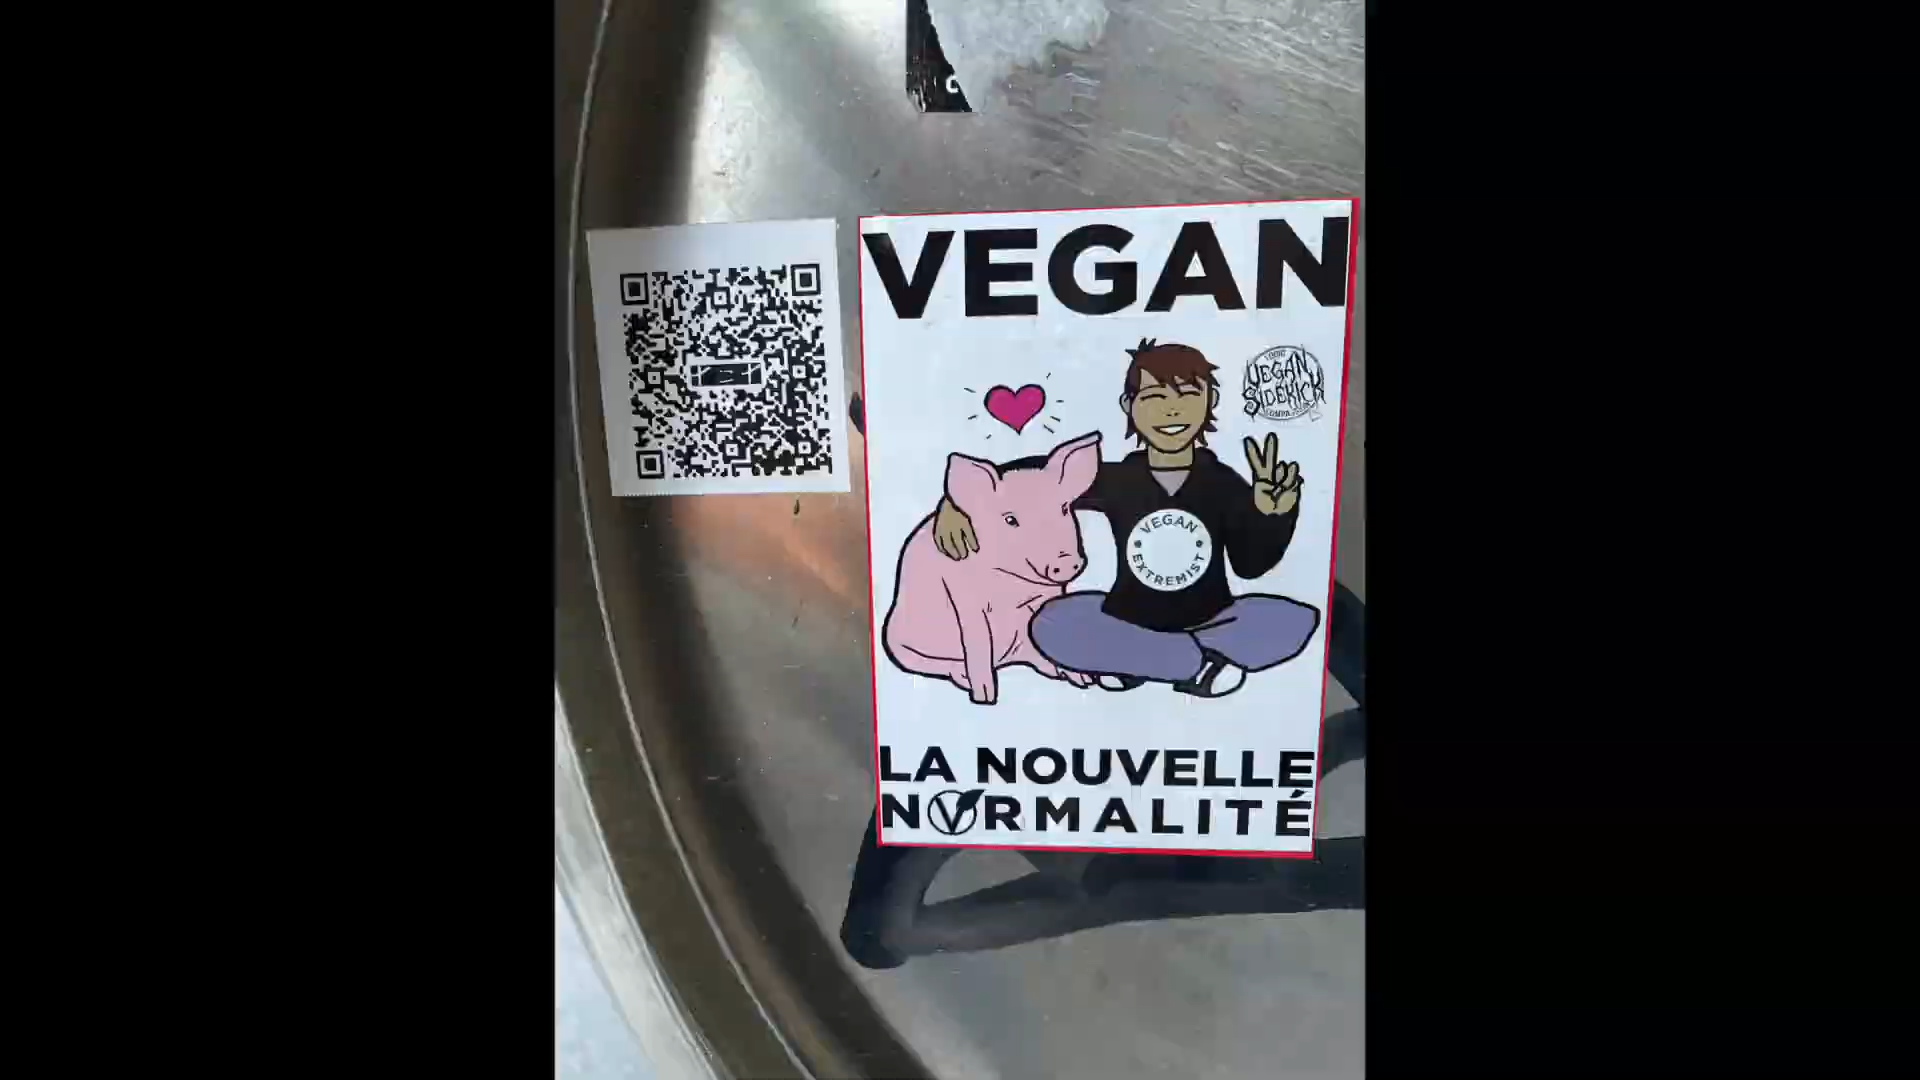 VEGAN
VEGAN
SIDEKICK
VEGAN
EXTREMIST
LA NOUVELLE
NORMALITÉ